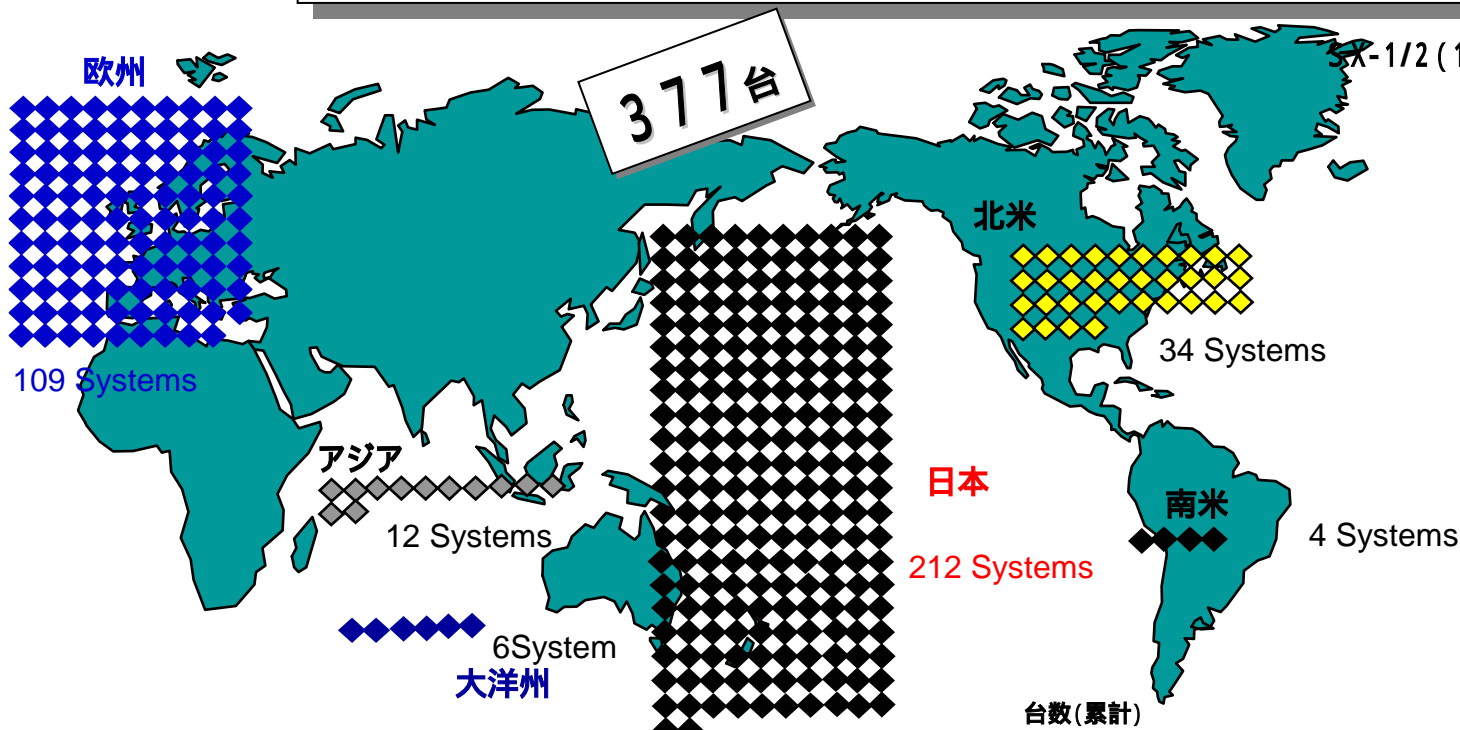 欧州
377台
SX-1/2(1
北米
34 Systems
109 Systems
アジア
12 Systems
日本
212 Systems
南米
4 Systems
6System
大洋州
台数(累計)